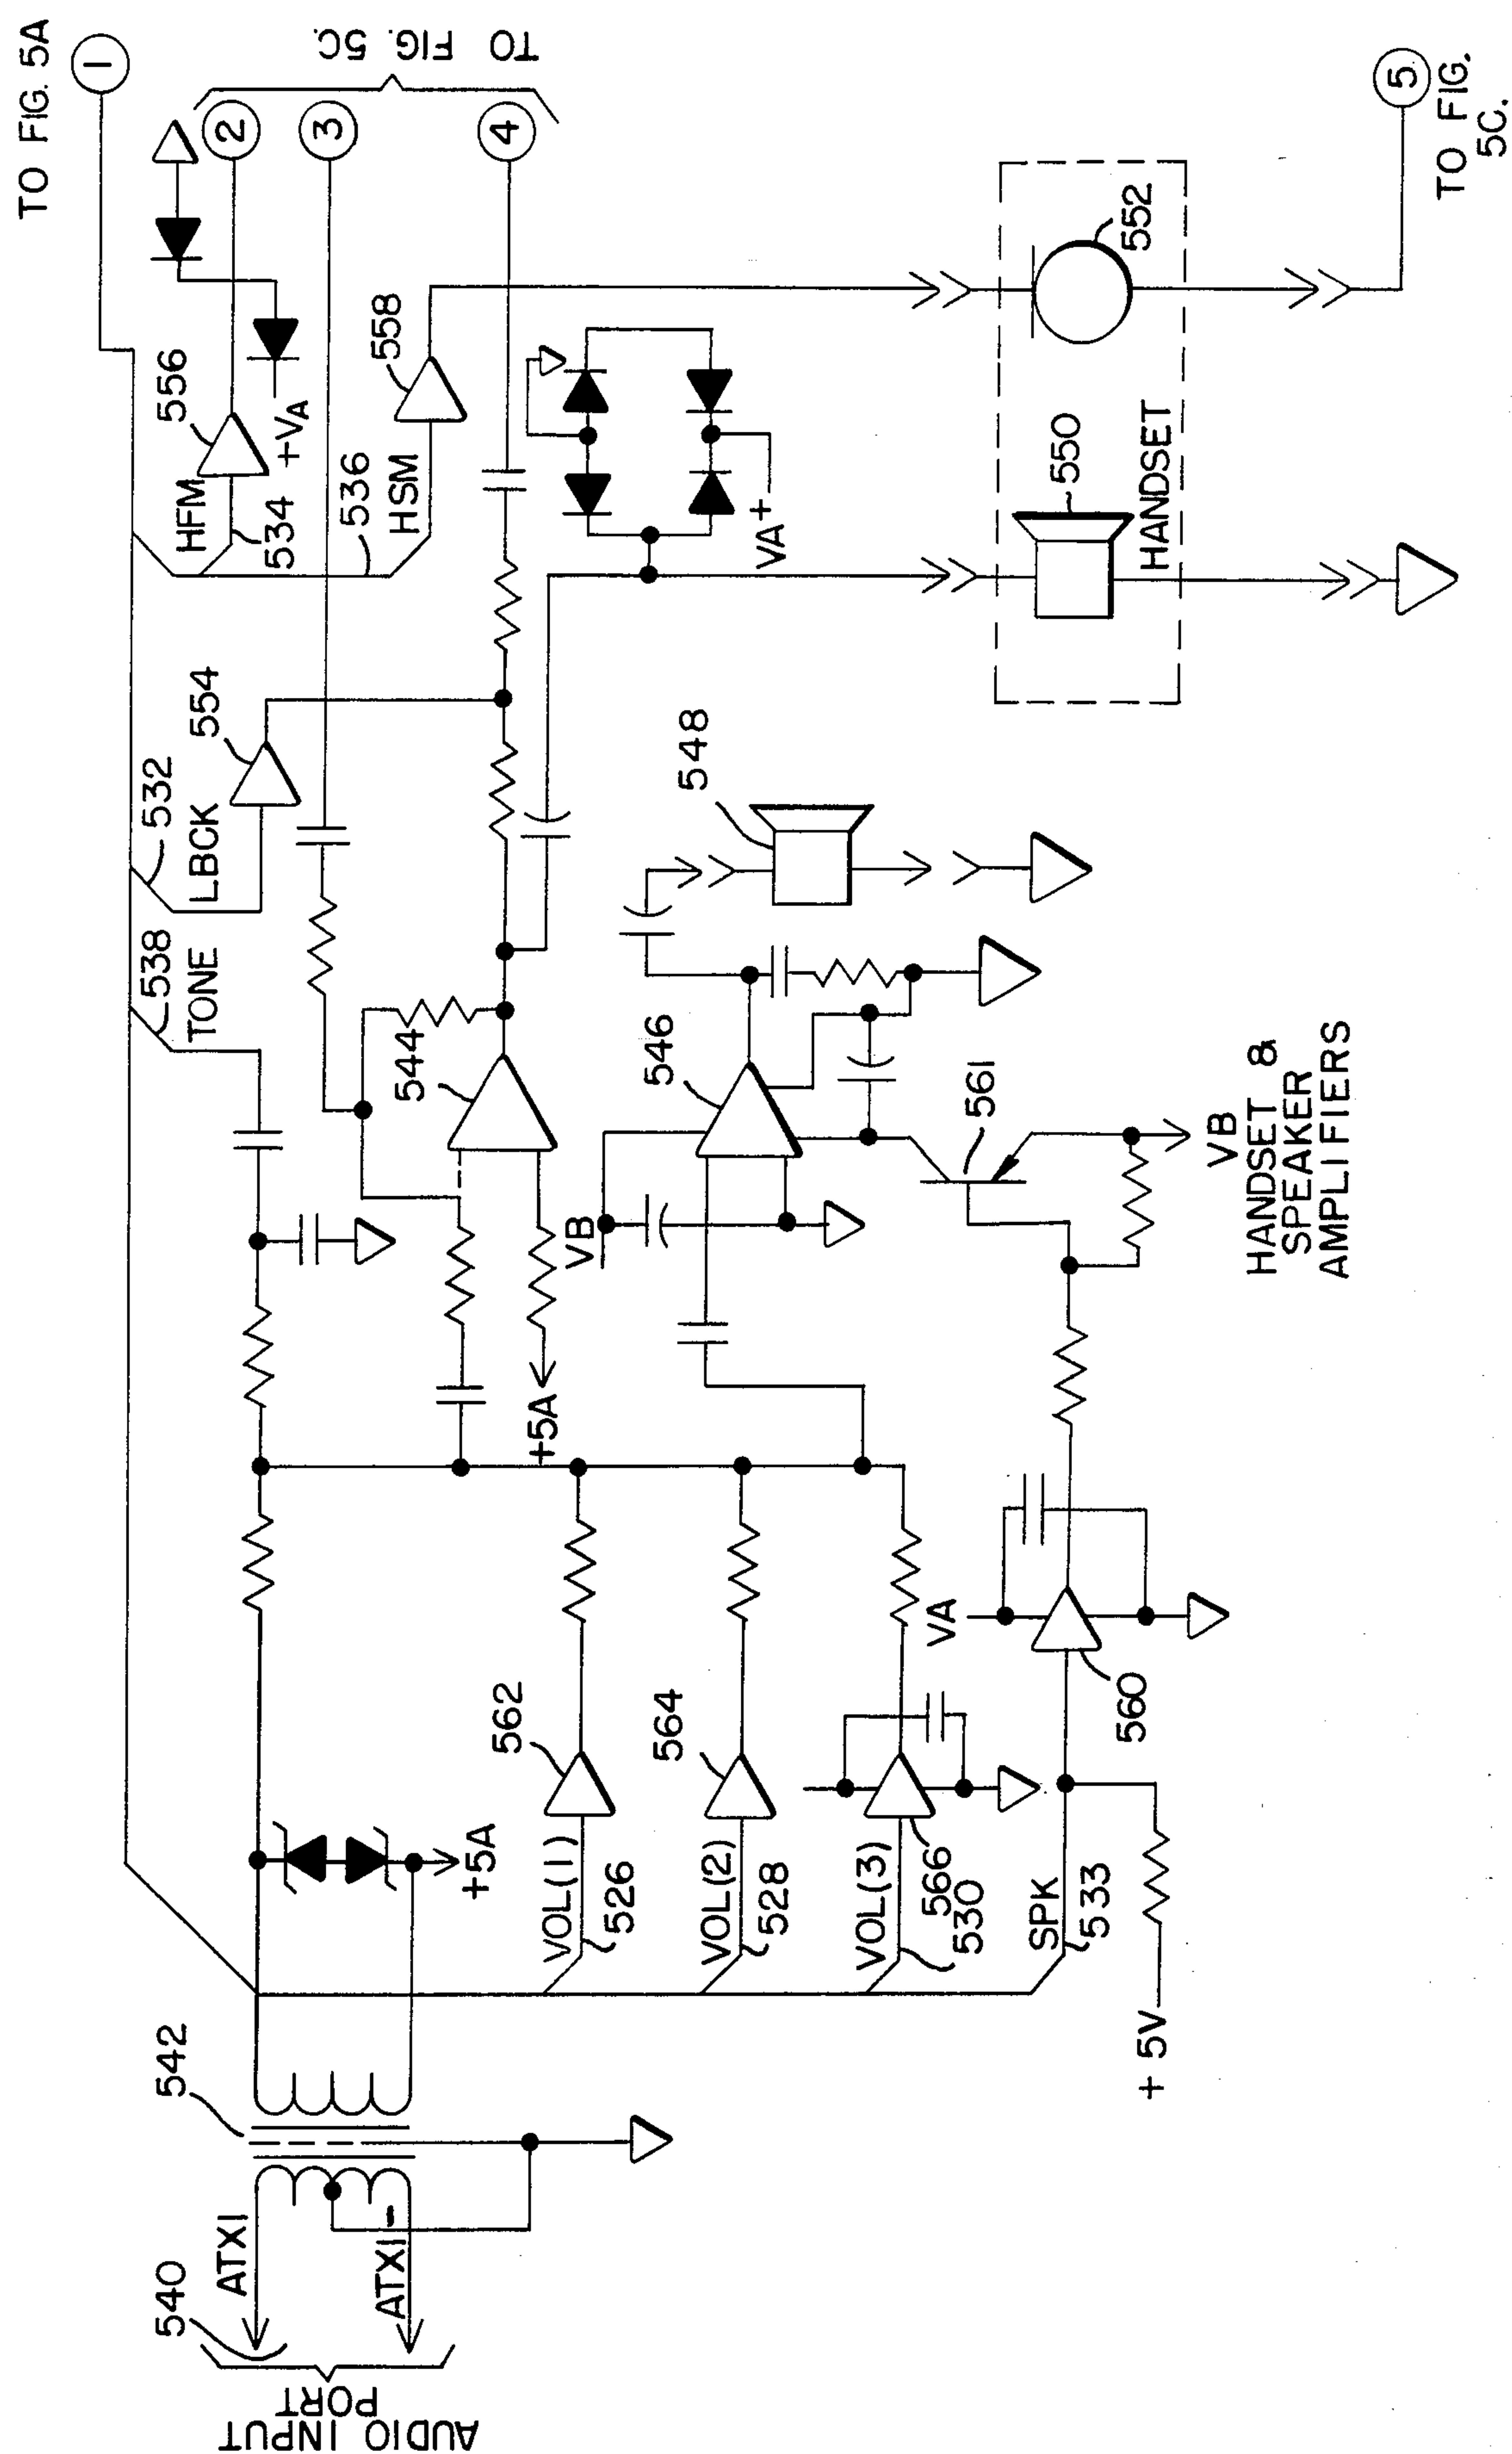 TO FIG. 5A
1
2
3
4
TO FIG. 5C
5
TO FIG.
5C.
556
HFM
534
+VA
536
HSM
558
552
550
HANDSET
VA+
532
LBCK
554
538
TONE
544
546
548
561
VB
VB
HANDSET &
SPEAKER
AMPLIFIERS
+5A
562
VOL(1)
526
564
VOL(2)
528
VOL(3)
566
530
VA
560
SPK
533
+5V
+5A
542
540
ATX1
ATX1-
AUDIO INPUT
PORT